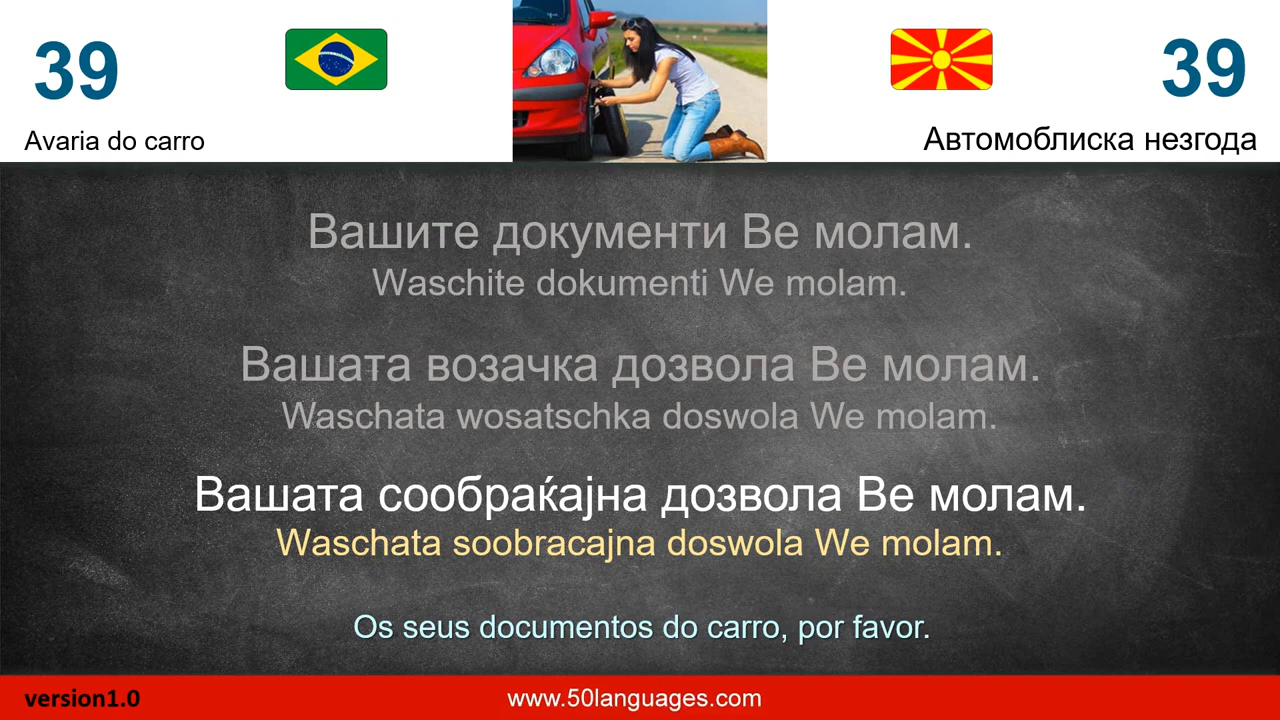 39
39
Avaria do carro
Автомоблиска незгода
Вашите документи Ве молам.
Waschite dokumenti We molam.
Вашата возачка дозвола Ве молам.
Waschata wosatschka doswola We molam.
Вашата сообраќајна дозвола Ве молам.
Waschata soobracajna doswola We molam.
Os seus documentos do carro, por favor.
version1.0
www.50languages.com